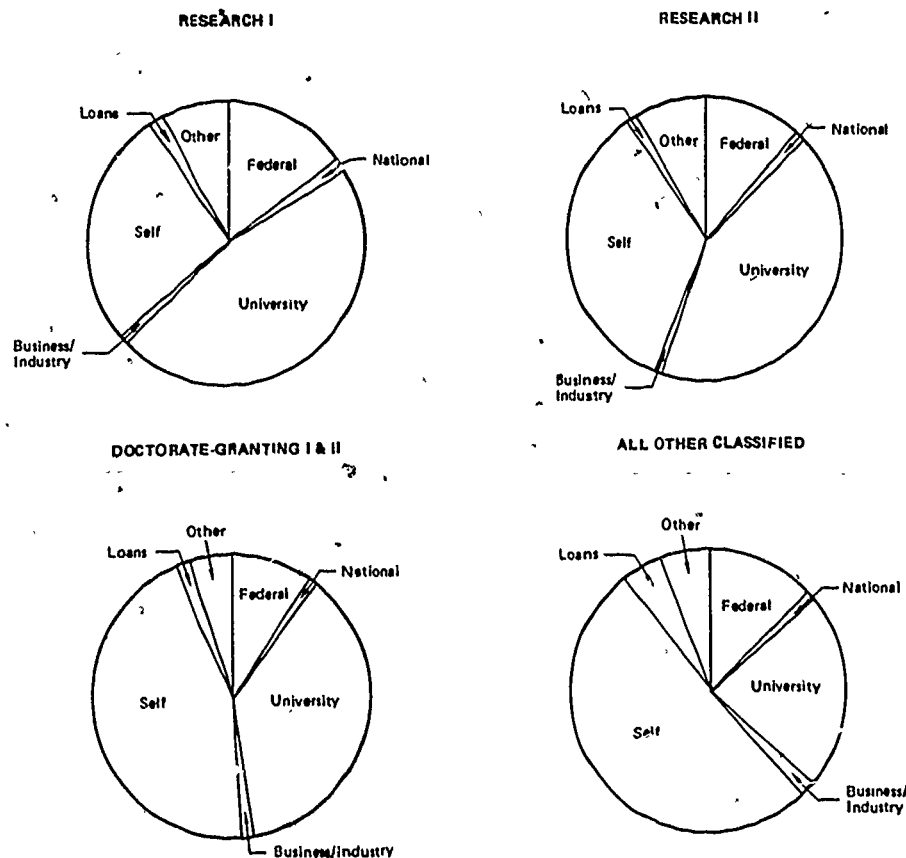 RESEARCH I
Loans
Other
Federal
National
Self
University
Business/
Industry
RESEARCH II
Loans
Other
Federal
National
Self
University
Business/
Industry
DOCTORATE-GRANTING I & II
Other
Loans
Federal
National
Self
University
Business/Industry
ALL OTHER CLASSIFIED
Other
Loans
Federal
National
University
Self
Business/
Industry